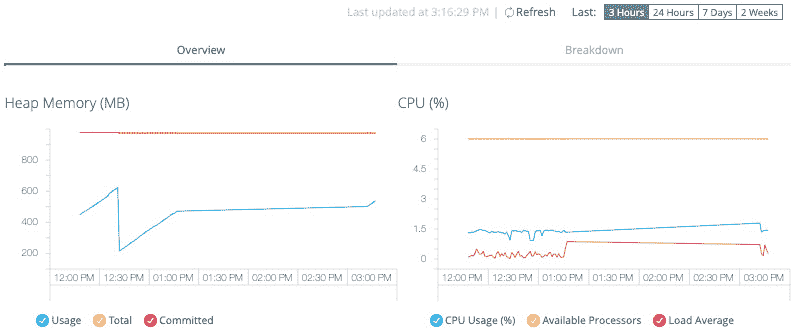 Last updated at 3:16:29 PM | Refresh Last: 3 Hours 24 Hours 7 Days 2 Weeks
Overview Breakdown
Heap Memory (MB)
800
600
400
200
12:00 PM 12:30 PM 01:00 PM 01:30 PM 02:00 PM 02:30 PM 03:00 PM
Usage Total Committed
CPU (%)
6
4.5
3
1.5
0
12:00 PM 12:30 PM 01:00 PM 01:30 PM 02:00 PM 02:30 PM 03:00 PM
CPU Usage (%) Available Processors Load Average